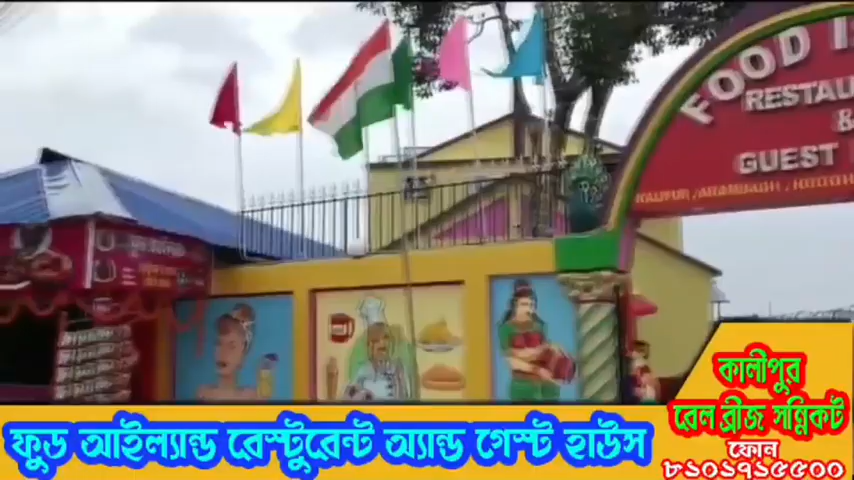 FOOD
RESTAU
&
GUEST
ফুড আইল্যান্ড রেস্টুরেন্ট অ্যান্ড গেস্ট হাউস
কালীপুর
রেল ব্রীজ সন্নিকট
ফোন
৮১০১৭১৫৫০০